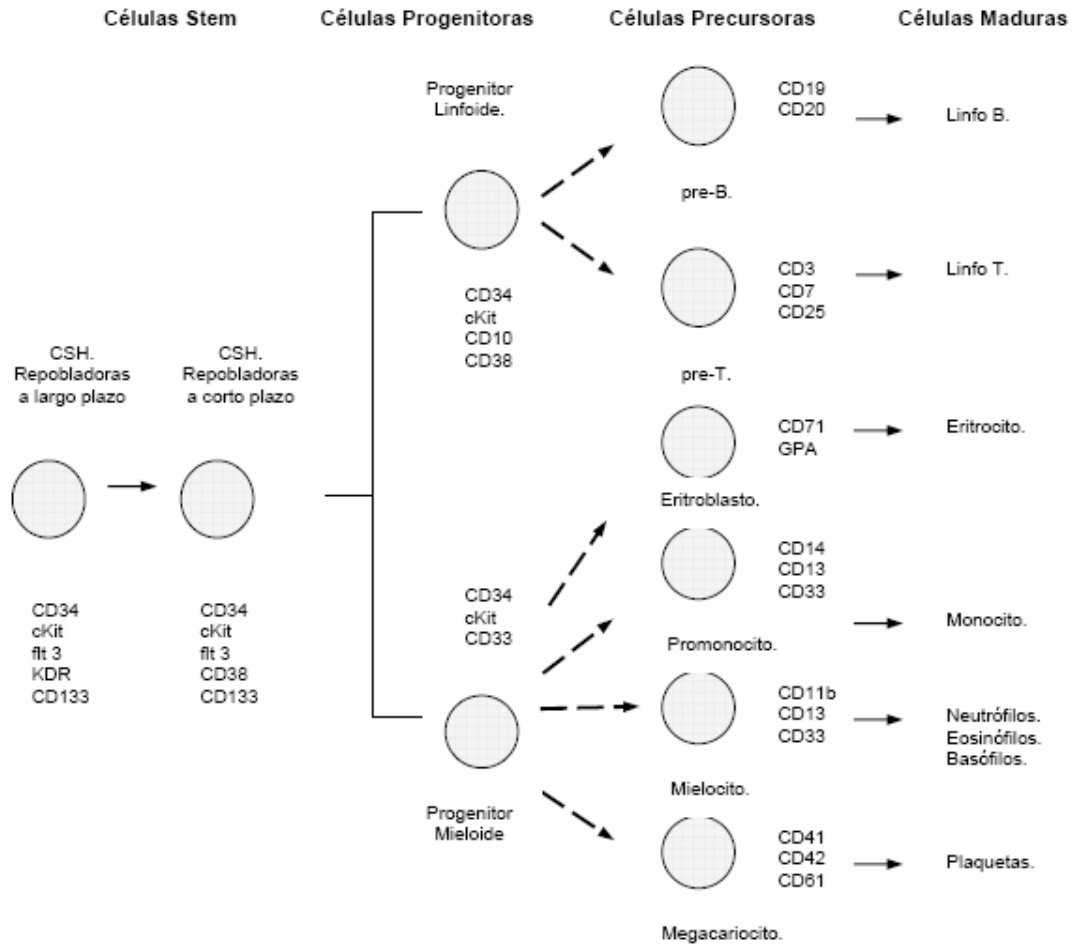 Células Stem
Células Progenitoras
Células Precursoras
Células Maduras
CSH.
Repobladoras
a largo plazo
CD34
cKit
flt 3
KDR
CD133
CSH.
Repobladoras
a corto plazo
CD34
cKit
flt 3
CD38
CD133
Progenitor
Linfoide.
CD34
cKit
CD10
CD38
CD34
cKit
CD33
Progenitor
Mieloide
CD19
CD20
pre-B.
Linfo B.
CD3
CD7
CD25
pre-T.
Linfo T.
CD71
GPA
Eritroblasto.
Eritrocito.
CD14
CD13
CD33
Promonocito.
Monocito.
CD11b
CD13
CD33
Mielocito.
Neutrófilos.
Eosinófilos.
Basófilos.
CD41
CD42
CD61
Megacariocito.
Plaquetas.